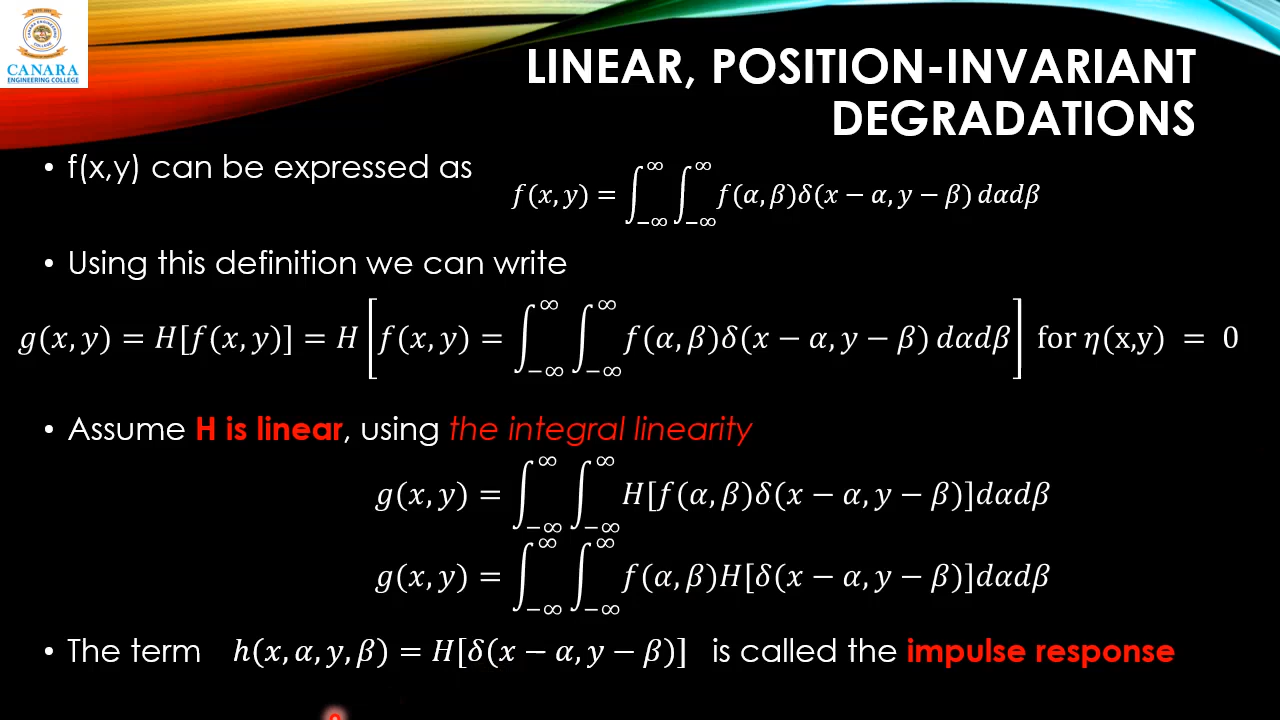 CANARA
ENGINEERING COLLEGE
LINEAR, POSITION-INVARIANT
DEGRADATIONS
• f(x,y) can be expressed as
f(x, y) = ∫_{−∞}^{∞} ∫_{−∞}^{∞} f(α, β)δ(x − α, y − β) dαdβ
• Using this definition we can write
g(x, y) = H[f(x, y)] = H [f(x, y) = ∫_{−∞}^{∞} ∫_{−∞}^{∞} f(α, β)δ(x − α, y − β) dαdβ] for η(x,y) = 0
• Assume H is linear, using the integral linearity
g(x, y) = ∫_{−∞}^{∞} ∫_{−∞}^{∞} H[f(α, β)δ(x − α, y − β)]dαdβ
g(x, y) = ∫_{−∞}^{∞} ∫_{−∞}^{∞} f(α, β)H[δ(x − α, y − β)]dαdβ
• The term h(x, α, y, β) = H[δ(x − α, y − β)] is called the impulse response